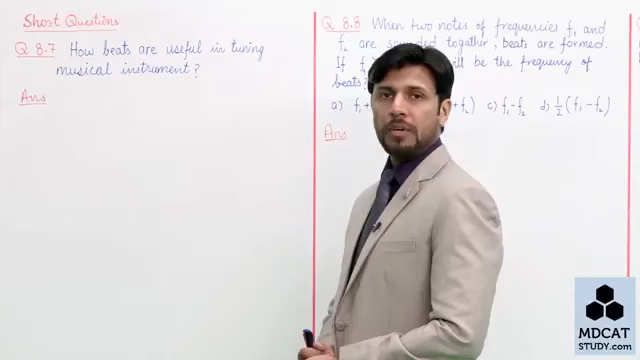 Short Questions
Q 8.7 How beats are useful in tuning
musical instrument?
Ans
Q 8.8 When two notes of frequencies f₁ and
f₂ are together, beats are formed.
If f₁ will be the frequency of
beats?
a) f₁+ f₂) c) f₁-f₂ d) ½(f₁-f₂)
Ans
MDCAT
STUDY.com